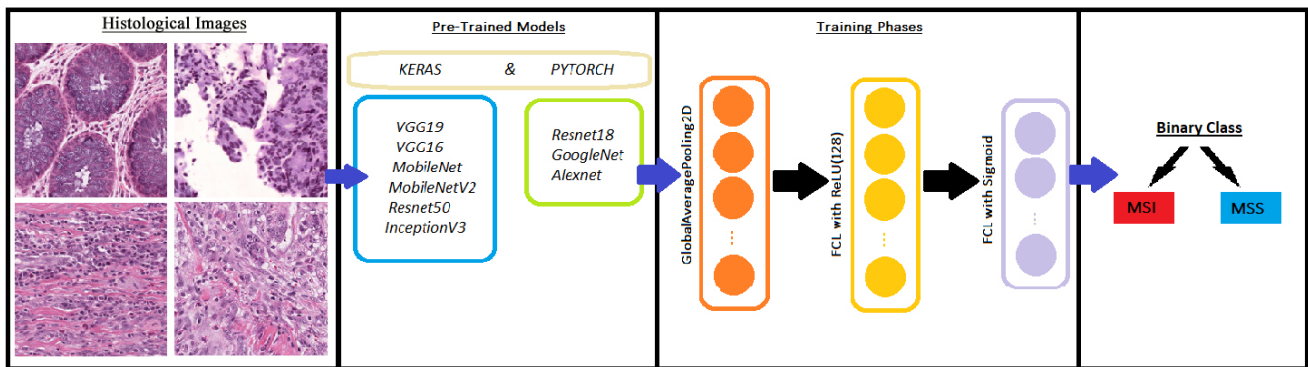 Histological Images
Pre-Trained Models
KERAS & PYTORCH
VGG19
VGG16
MobileNet
MobileNetV2
Resnet50
InceptionV3
Resnet18
GoogleNet
Alexnet
Training Phases
GlobalAveragePooling2D
FCL with ReLU(128)
FCL with Sigmoid
Binary Class
MSI
MSS